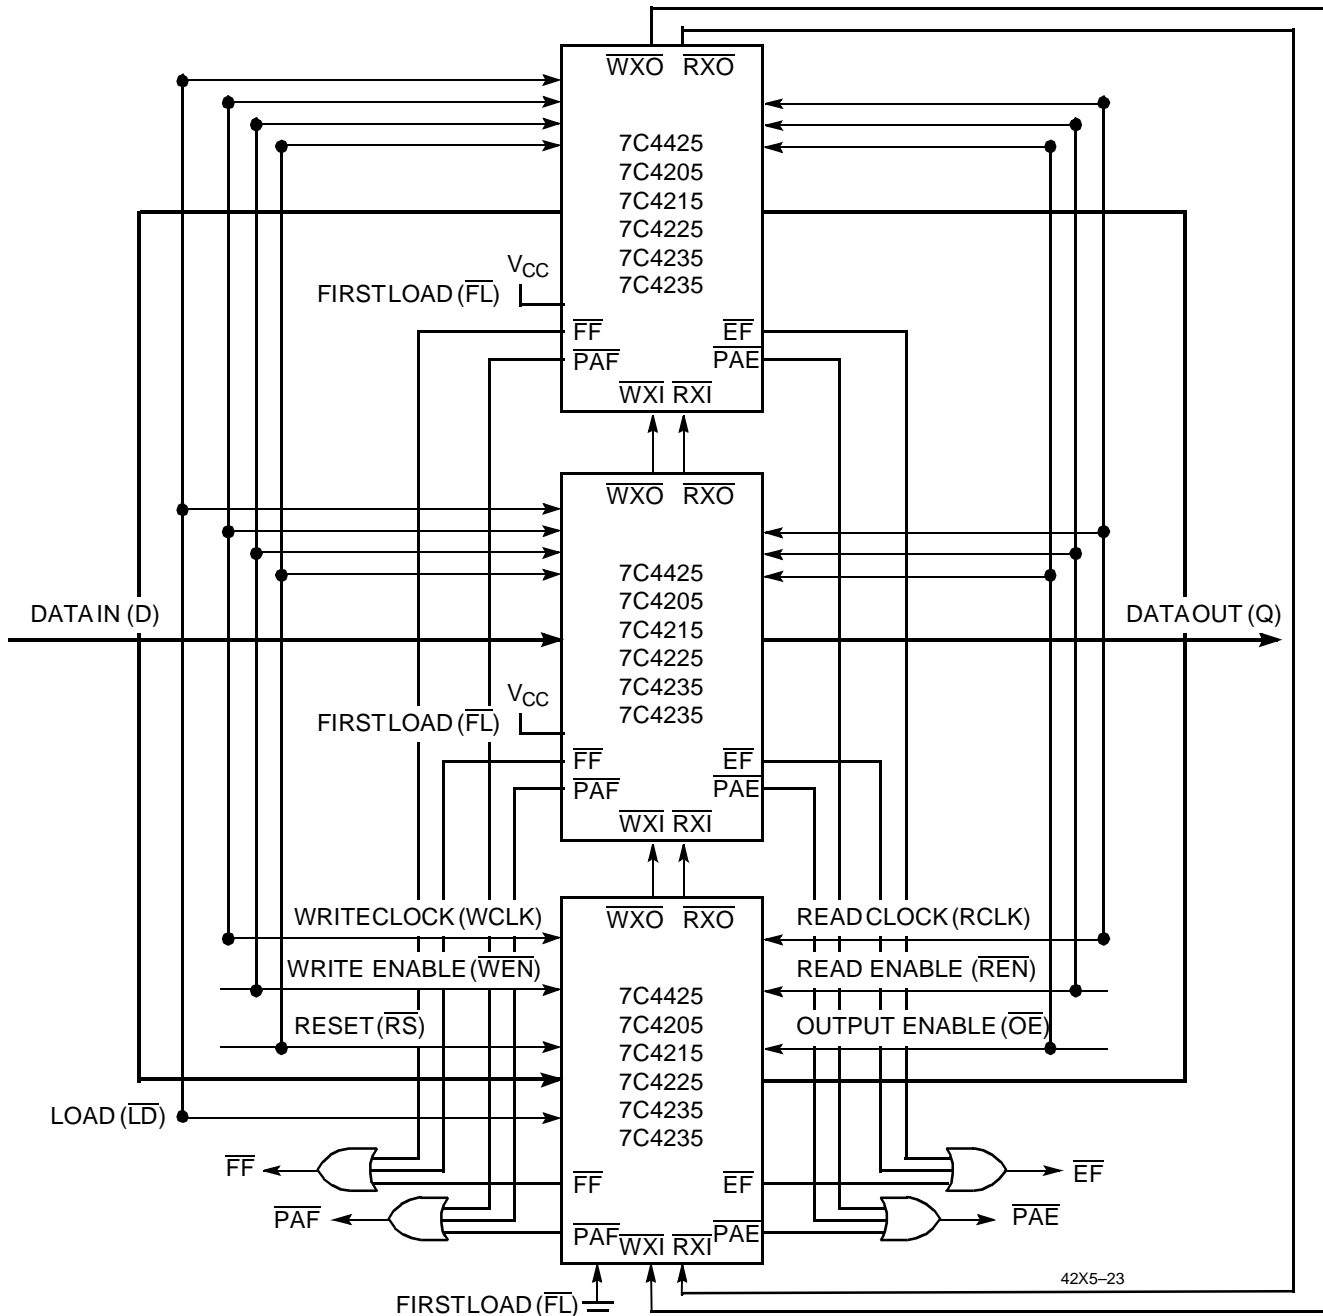 WXO RXO
7C4425
7C4205
7C4215
7C4225
7C4235
7C4235
VCC
FIRSTLOAD (FL)
FF EF
PAF PAE
WXI RXI
WXO RXO
7C4425
7C4205
7C4215
7C4225
7C4235
7C4235
DATA IN (D)
DATA OUT (Q)
VCC
FIRSTLOAD (FL)
FF EF
PAF PAE
WXI RXI
WXO RXO
WRITE CLOCK (WCLK)
READ CLOCK (RCLK)
WRITE ENABLE (WEN)
READ ENABLE (REN)
RESET (RS)
OUTPUT ENABLE (OE)
7C4425
7C4205
7C4215
7C4225
7C4235
7C4235
LOAD (LD)
FF FF EF EF
PAF PAF WXI RXI PAE PAE
42X5–23
FIRSTLOAD (FL)